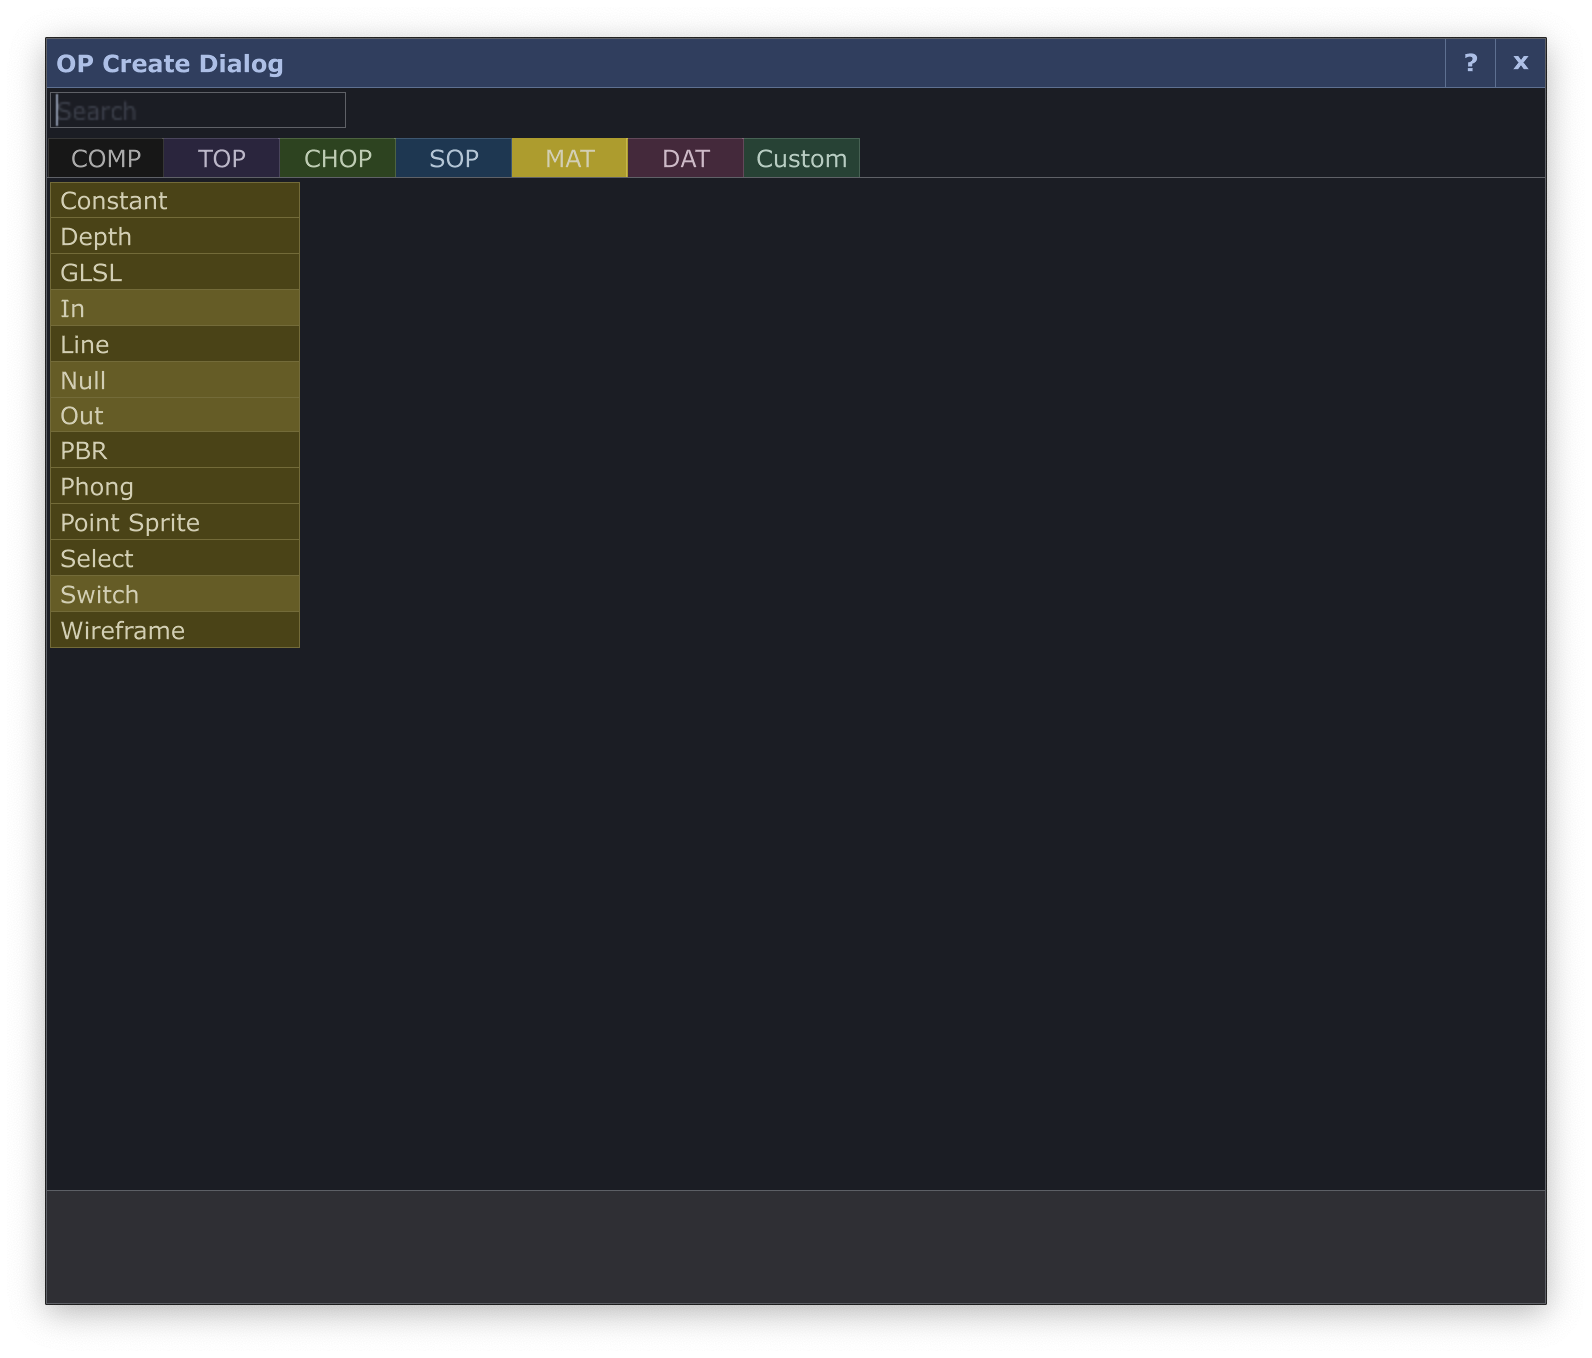 OP Create Dialog ? x
Search
COMP TOP CHOP SOP MAT DAT Custom
Constant
Depth
GLSL
In
Line
Null
Out
PBR
Phong
Point Sprite
Select
Switch
Wireframe